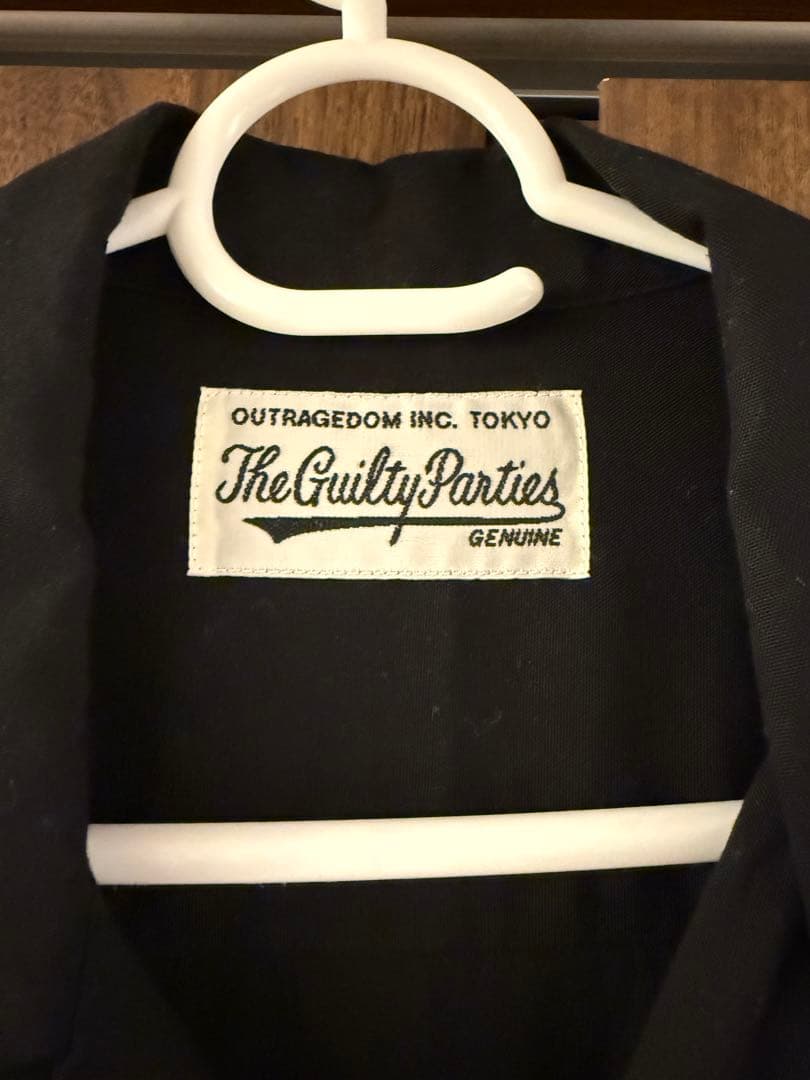 OUTRAGEDOM INC. TOKYO
The Guilty Parties
GENUINE